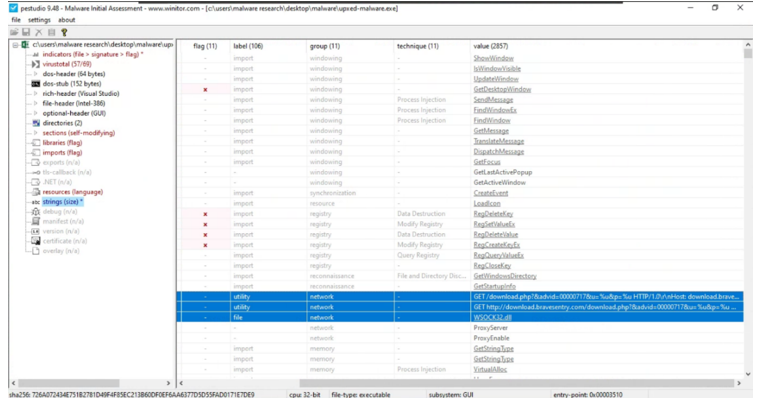 pestudio 9.48 - Malware Initial Assessment - www.winitor.com - [c:\users\malware research\desktop\malware\upxed-malware.exe]
file settings about
c:\users\malware research\desktop\malware\upx
indicators (file > signature > flag) *
virustotal (57/69)
dos-header (64 bytes)
dos-stub (152 bytes)
rich-header (Visual Studio)
file-header (Intel-386)
optional-header (GUI)
directories (2)
sections (self-modifying)
libraries (flag)
imports (flag)
exports (n/a)
tls-callback (n/a)
.NET (n/a)
resources (language)
abc strings (size) *
debug (n/a)
manifest (n/a)
version (n/a)
certificate (n/a)
overlay (n/a)
flag (11) label (106) group (11) technique (11) value (2857)
- import windowing - ShowWindow
- import windowing - IsWindowVisible
- import windowing - UpdateWindow
x import windowing - GetDesktopWindow
- import windowing Process Injection SendMessage
- import windowing Process Injection FindWindowEx
- import windowing Process Injection FindWindow
- import windowing - GetMessage
- import windowing - TranslateMessage
- import windowing - DispatchMessage
- import windowing - GetFocus
- - windowing - GetLastActivePopup
- - windowing - GetActiveWindow
- import synchronization - CreateEvent
- import resource - LoadIcon
x import registry Data Destruction RegDeleteKey
x import registry Modify Registry RegSetValueEx
x import registry Data Destruction RegDeleteValue
x import registry Modify Registry RegCreateKeyEx
- import registry Query Registry RegQueryValueEx
- import registry - RegCloseKey
- import reconnaissance File and Directory Disc... GetWindowsDirectory
- import reconnaissance - GetStartupInfo
- utility network - GET /download.php?&advid=00000717&u=%u&p=%u HTTP/1.0\r\nHost: download.brave...
- utility network - GET http://download.bravesentry.com/download.php?&advid=00000717&u=%u&p=%u ...
- file network - WSOCK32.dll
- - network - ProxyServer
- - network - ProxyEnable
- import memory - GetStringType
- import memory - GetStringType
- import memory Process Injection VirtualAlloc
sha256: 726A072434E751B2781D49F4F85EC213B60DF0EF6AA6377D5D55FAD0171E7DE9 cpu: 32-bit file-type: executable subsystem: GUI entry-point: 0x00003510